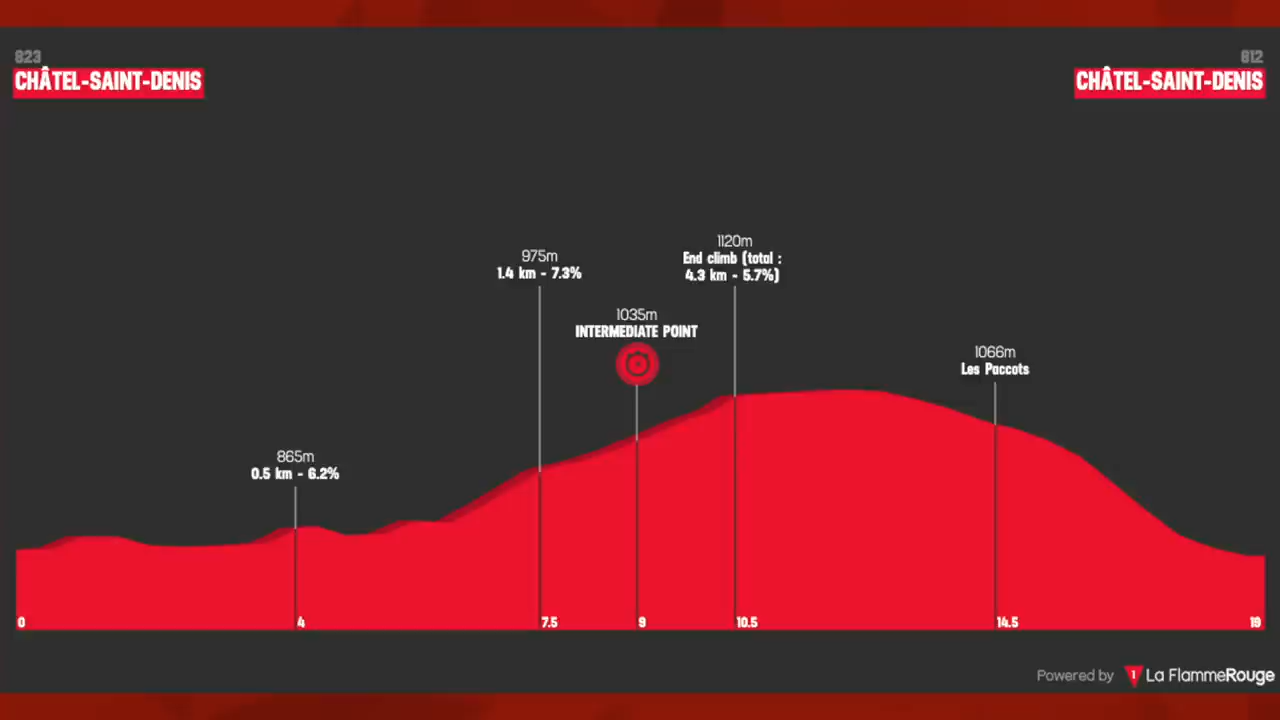 823
CHÂTEL-SAINT-DENIS
812
CHÂTEL-SAINT-DENIS
1120m
End climb (total :
4.3 km - 5.7%)
975m
1.4 km - 7.3%
1035m
INTERMEDIATE POINT
1066m
Les Paccots
865m
0.5 km - 6.2%
0
4
7.5
9
10.5
14.5
19
Powered by 1 La FlammeRouge